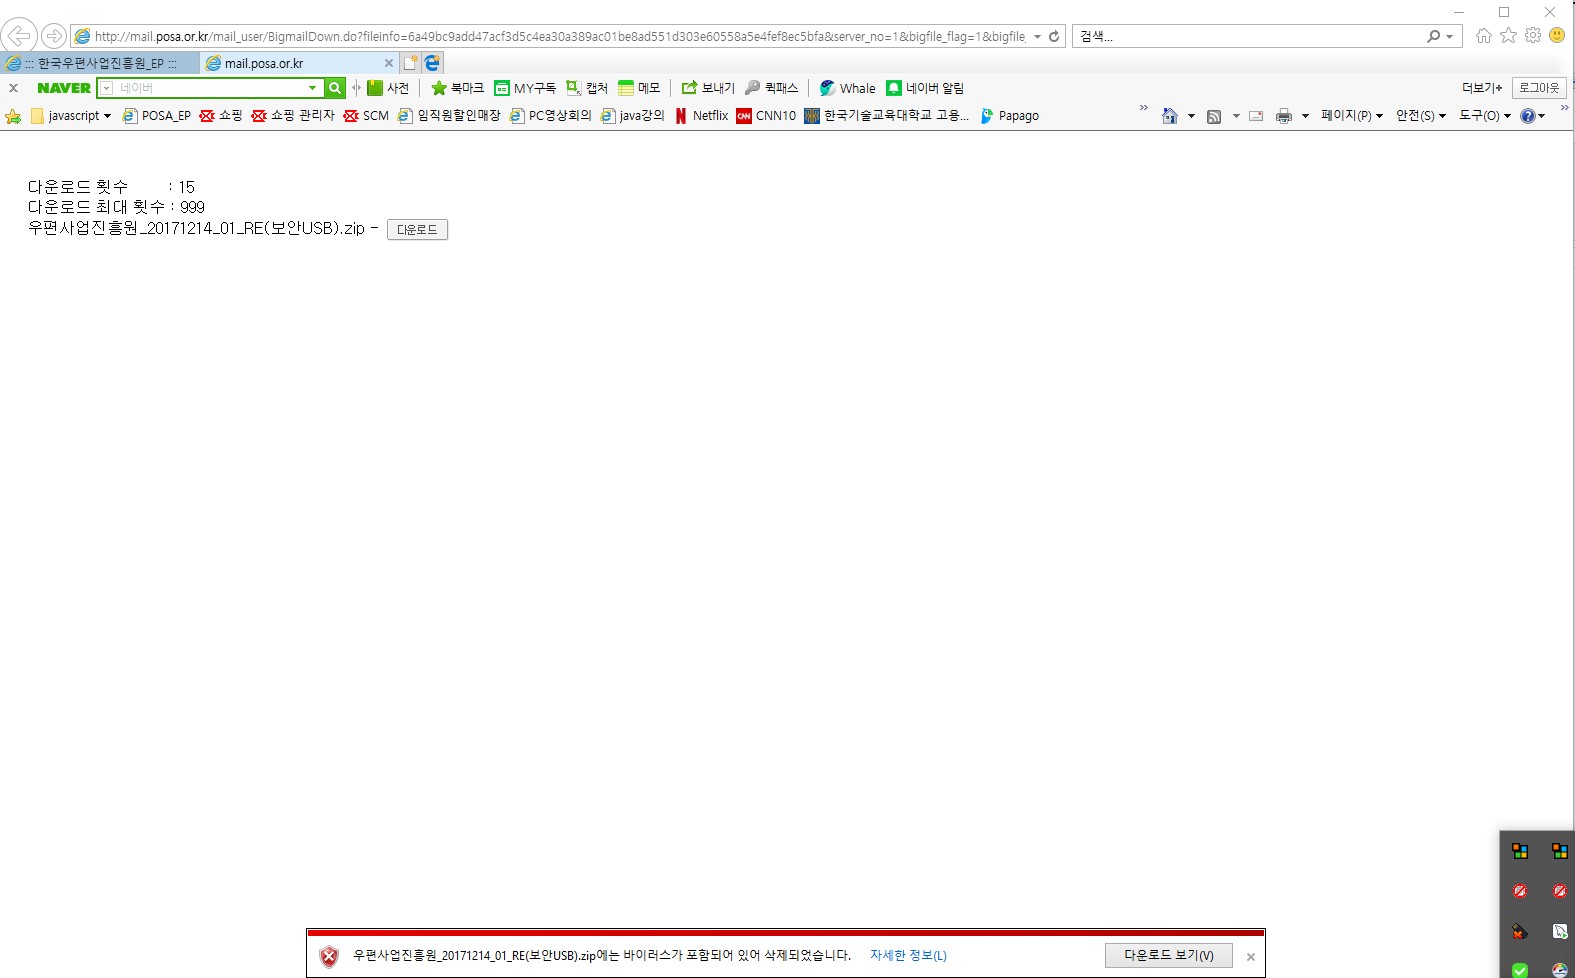 http://mail.posa.or.kr/mail_user/BigmailDown.do?fileinfo=6a49bc9add47acf3d5c4ea30a389ac01be8ad551d303e60558a5e4fef8ec5bfa&server_no=1&bigfile_flag=1&bigfile_
검색...
::: 한국우편사업진흥원_EP :::
mail.posa.or.kr
NAVER 네이버 사전 북마크 MY구독 캡처 메모 보내기 퀵패스 Whale 네이버 알림 더보기+ 로그아웃
javascript POSA_EP 쇼핑 쇼핑 관리자 SCM 임직원할인매장 PC영상회의 java강의 Netflix CNN CNN10 한국기술교육대학교 고용... Papago » 페이지(P) 안전(S) 도구(O) »
다운로드 횟수 : 15
다운로드 최대 횟수 : 999
우편사업진흥원_20171214_01_RE(보안USB).zip - 다운로드
우편사업진흥원_20171214_01_RE(보안USB).zip에는 바이러스가 포함되어 있어 삭제되었습니다. 자세한 정보(L) 다운로드 보기(V)